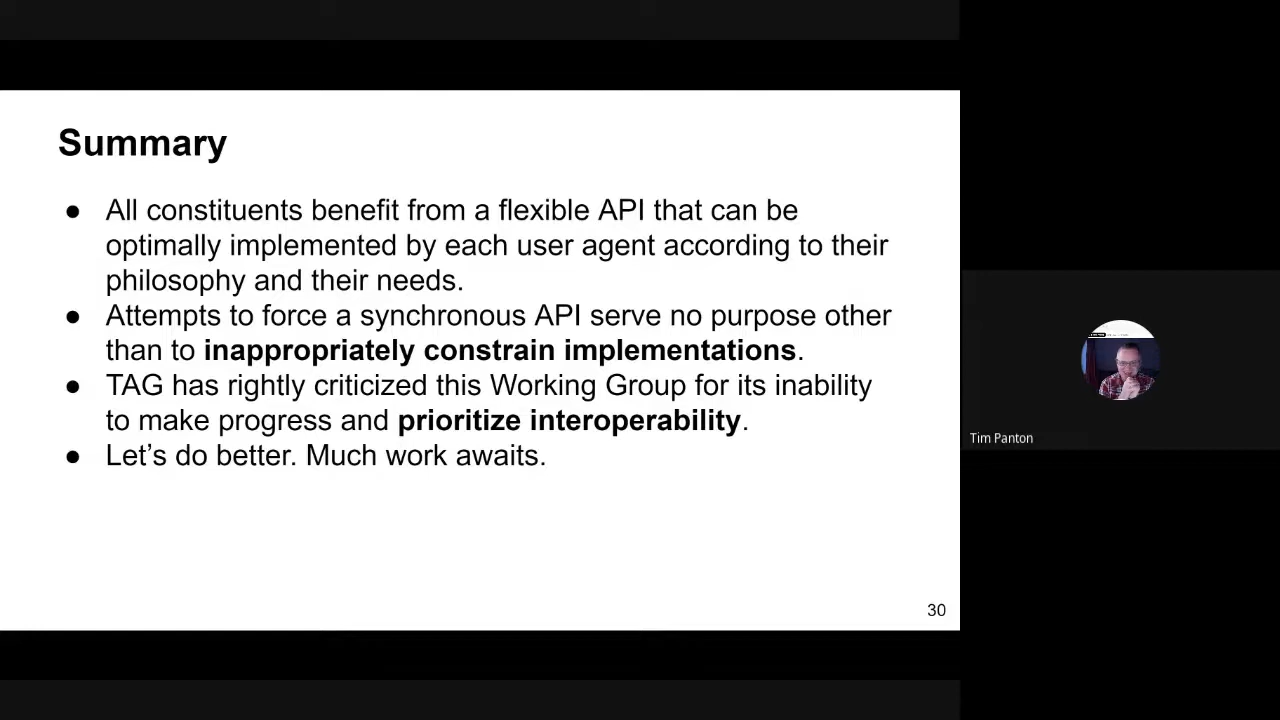 Summary
● All constituents benefit from a flexible API that can be
optimally implemented by each user agent according to their
philosophy and their needs.
● Attempts to force a synchronous API serve no purpose other
than to inappropriately constrain implementations.
● TAG has rightly criticized this Working Group for its inability
to make progress and prioritize interoperability.
● Let’s do better. Much work awaits.
30
Tim Panton